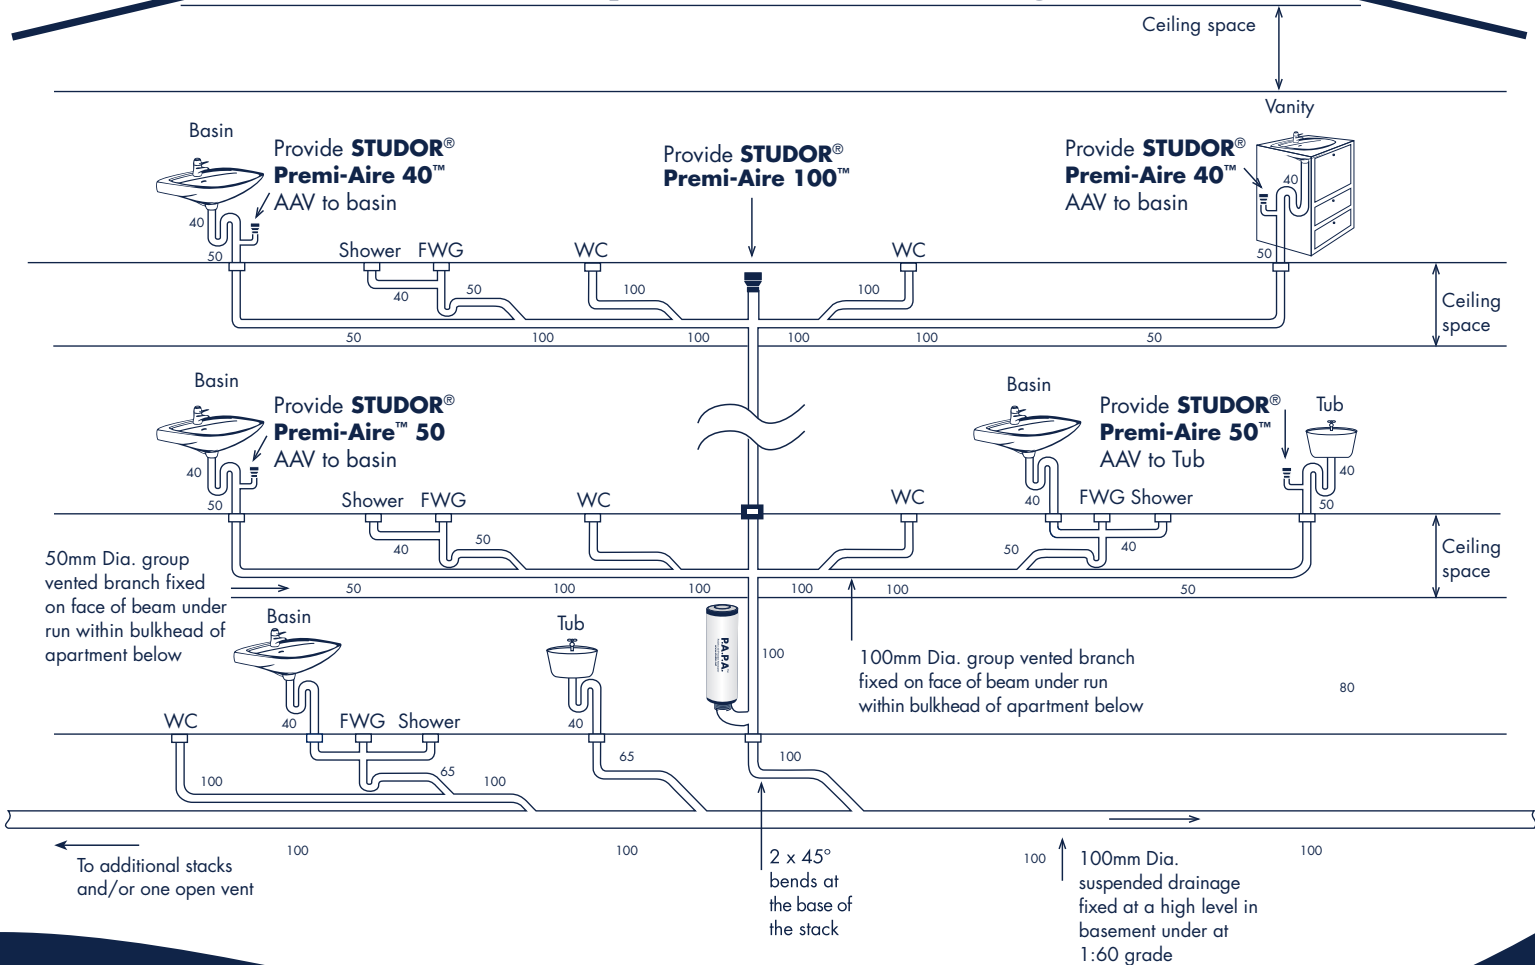 Ceiling space
Vanity
Basin
Provide STUDOR®
Premi-Aire 40™
AAV to basin
Provide STUDOR®
Premi-Aire 100™
Provide STUDOR®
Premi-Aire 40™
AAV to basin
40
40
50
50
Shower FWG
WC
WC
40
50
100
100
Ceiling
space
50
100
100
100
100
50
Basin
Provide STUDOR®
Premi-Aire™ 50
AAV to basin
Basin
Provide STUDOR®
Premi-Aire 50™
AAV to Tub
Tub
40
50
40
40
50
Shower FWG
WC
WC
FWG Shower
40
50
50
40
Ceiling
space
50mm Dia. group
vented branch fixed
on face of beam under
run within bulkhead of
apartment below
50
100
100
100
100
50
Basin
Tub
P.A.P.A.™
100
100mm Dia. group vented branch
fixed on face of beam under run
within bulkhead of apartment below
80
WC
40
FWG Shower
40
100
65
100
65
100
To additional stacks
and/or one open vent
100
100
2 x 45°
bends at
the base of
the stack
100
100mm Dia.
suspended drainage
fixed at a high level in
basement under at
1:60 grade
100